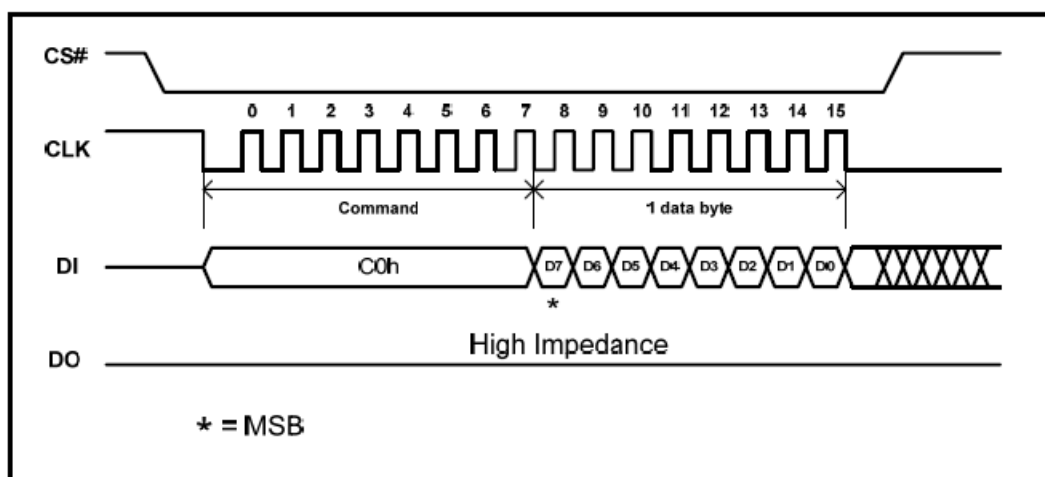 CS#
0 1 2 3 4 5 6 7 8 9 10 11 12 13 14 15
CLK
Command 1 data byte
DI C0h D7 D6 D5 D4 D3 D2 D1 D0
*
High Impedance
DO
* = MSB